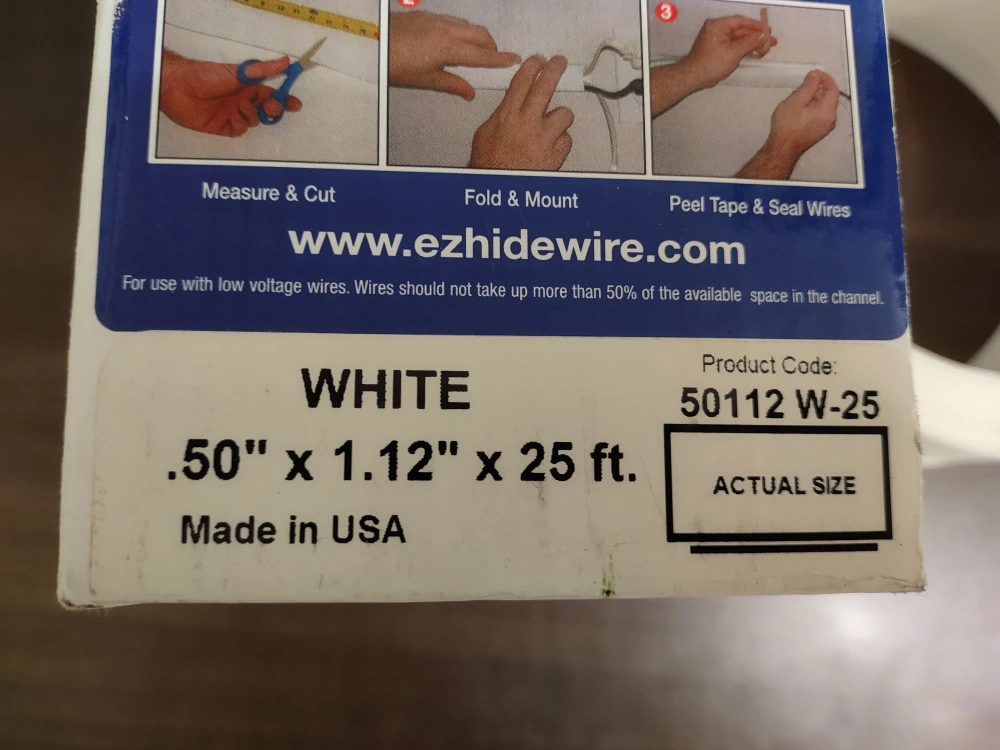 2
3
Measure & Cut
Fold & Mount
Peel Tape & Seal Wires
www.ezhidewire.com
For use with low voltage wires. Wires should not take up more than 50% of the available space in the channel.
WHITE
.50" x 1.12" x 25 ft.
Made in USA
Product Code:
50112 W-25
ACTUAL SIZE